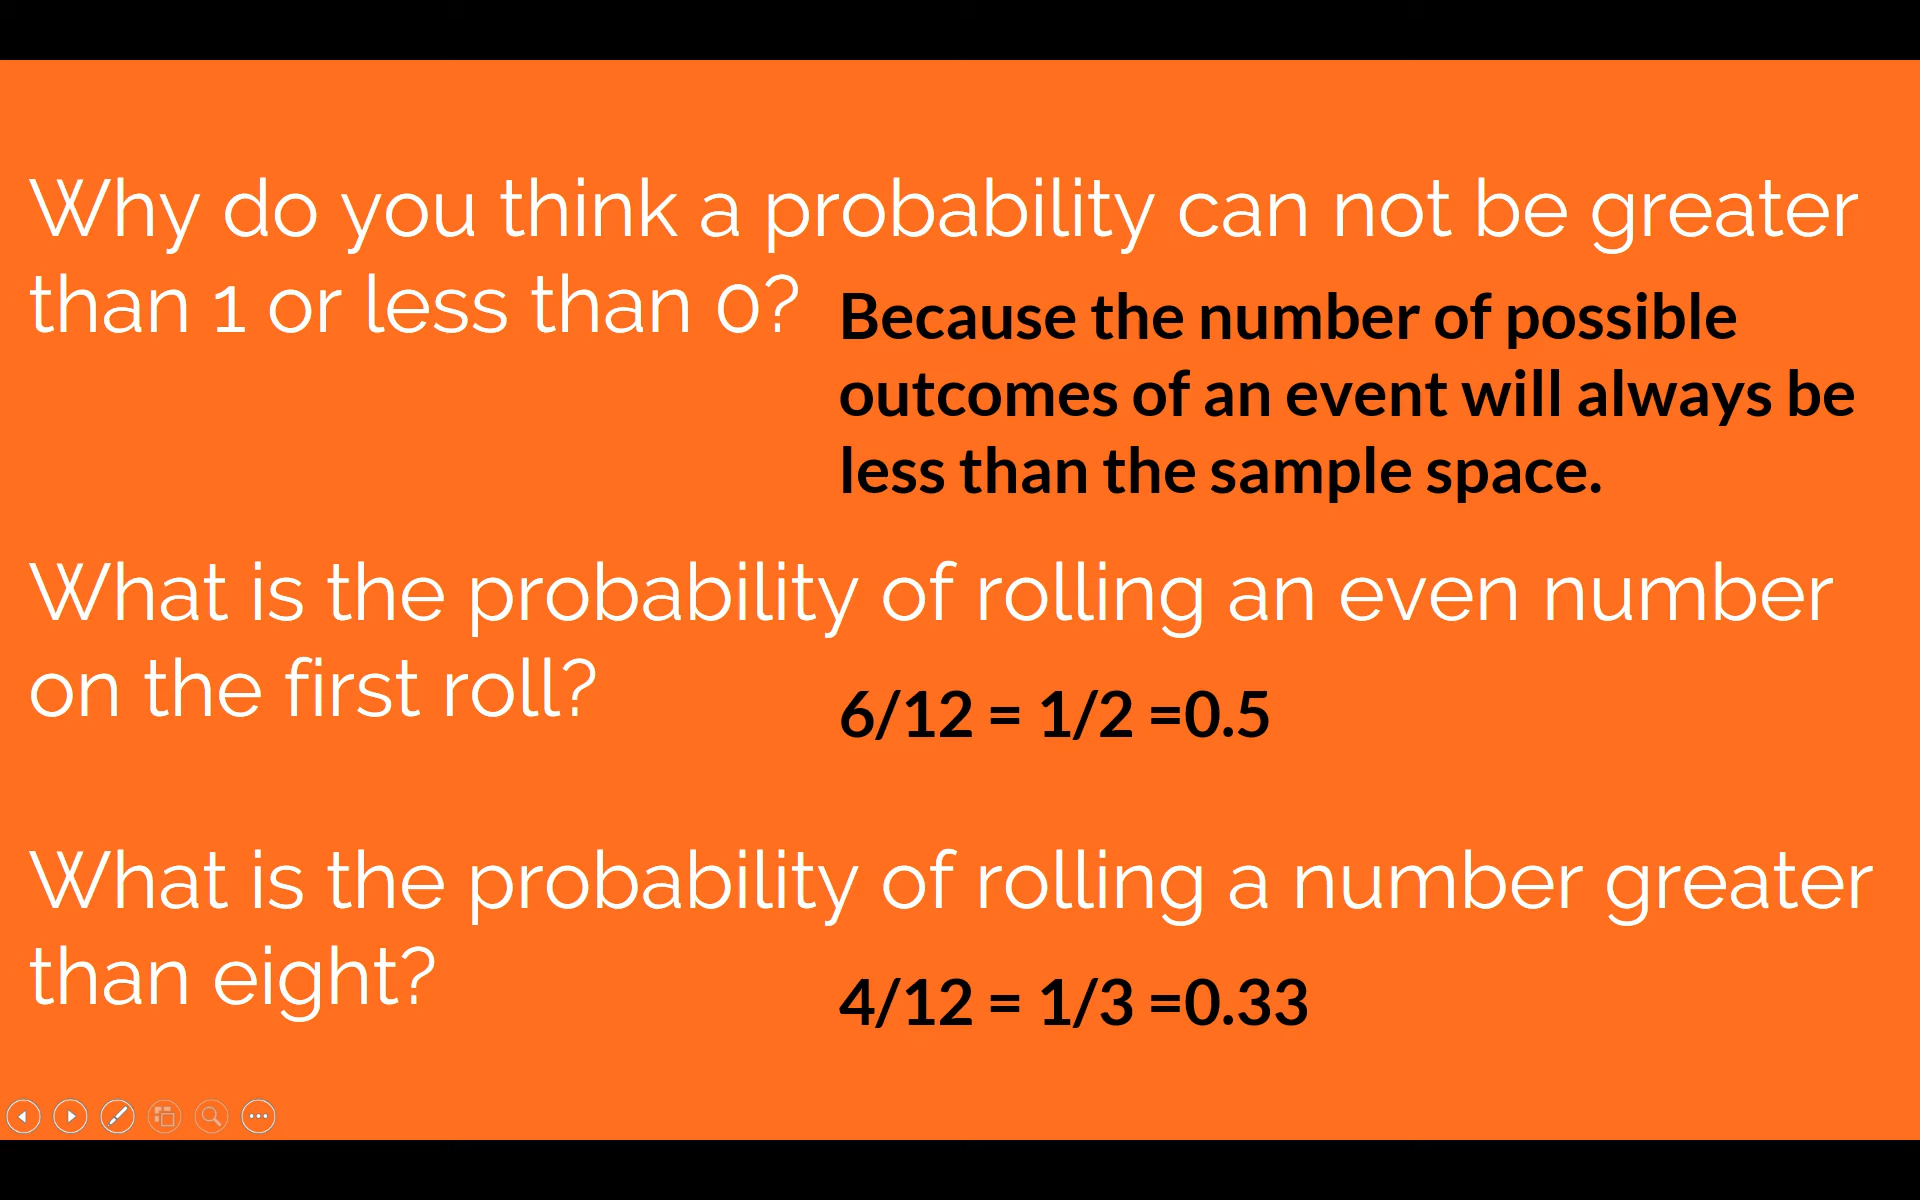 Why do you think a probability can not be greater
than 1 or less than 0?
Because the number of possible
outcomes of an event will always be
less than the sample space.
What is the probability of rolling an even number
on the first roll?
6/12 = 1/2 =0.5
What is the probability of rolling a number greater
than eight?
4/12 = 1/3 =0.33